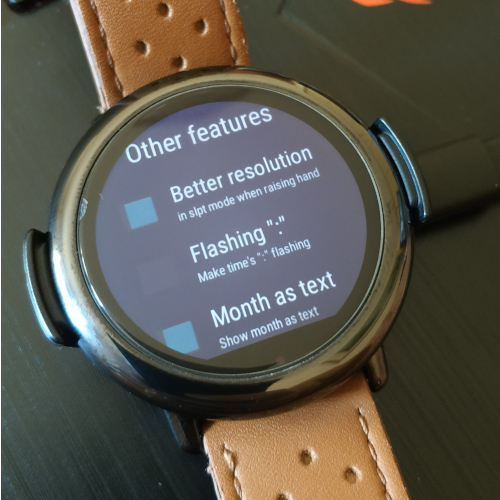 Other features
Better resolution
in slpt mode when raising hand
Flashing ":"
Make time's ":" flashing
Month as text
Show month as text